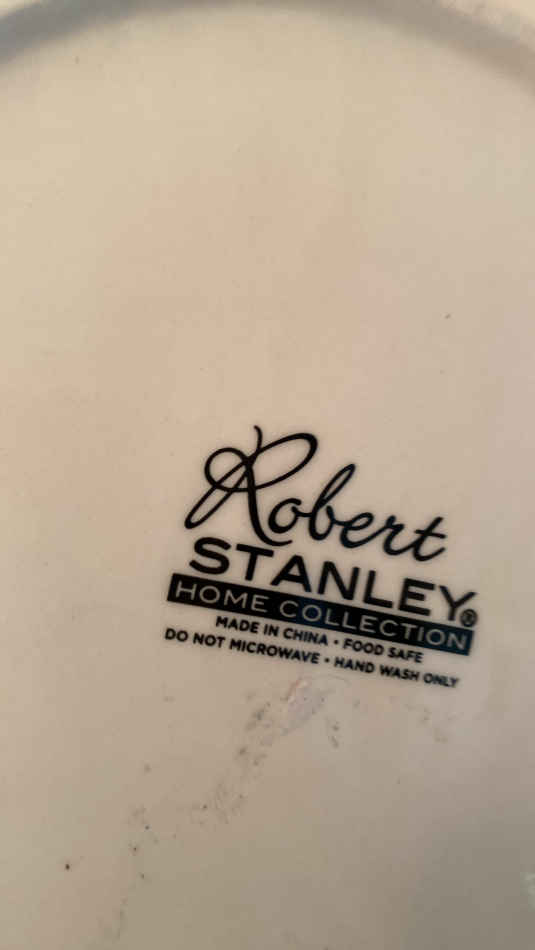 Robert
STANLEY®
HOME COLLECTION
MADE IN CHINA • FOOD SAFE
DO NOT MICROWAVE • HAND WASH ONLY